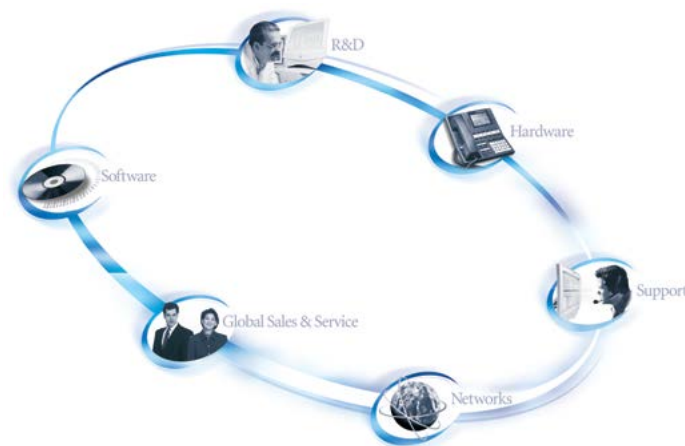 R&D
Hardware
Software
Support
Global Sales & Service
Networks